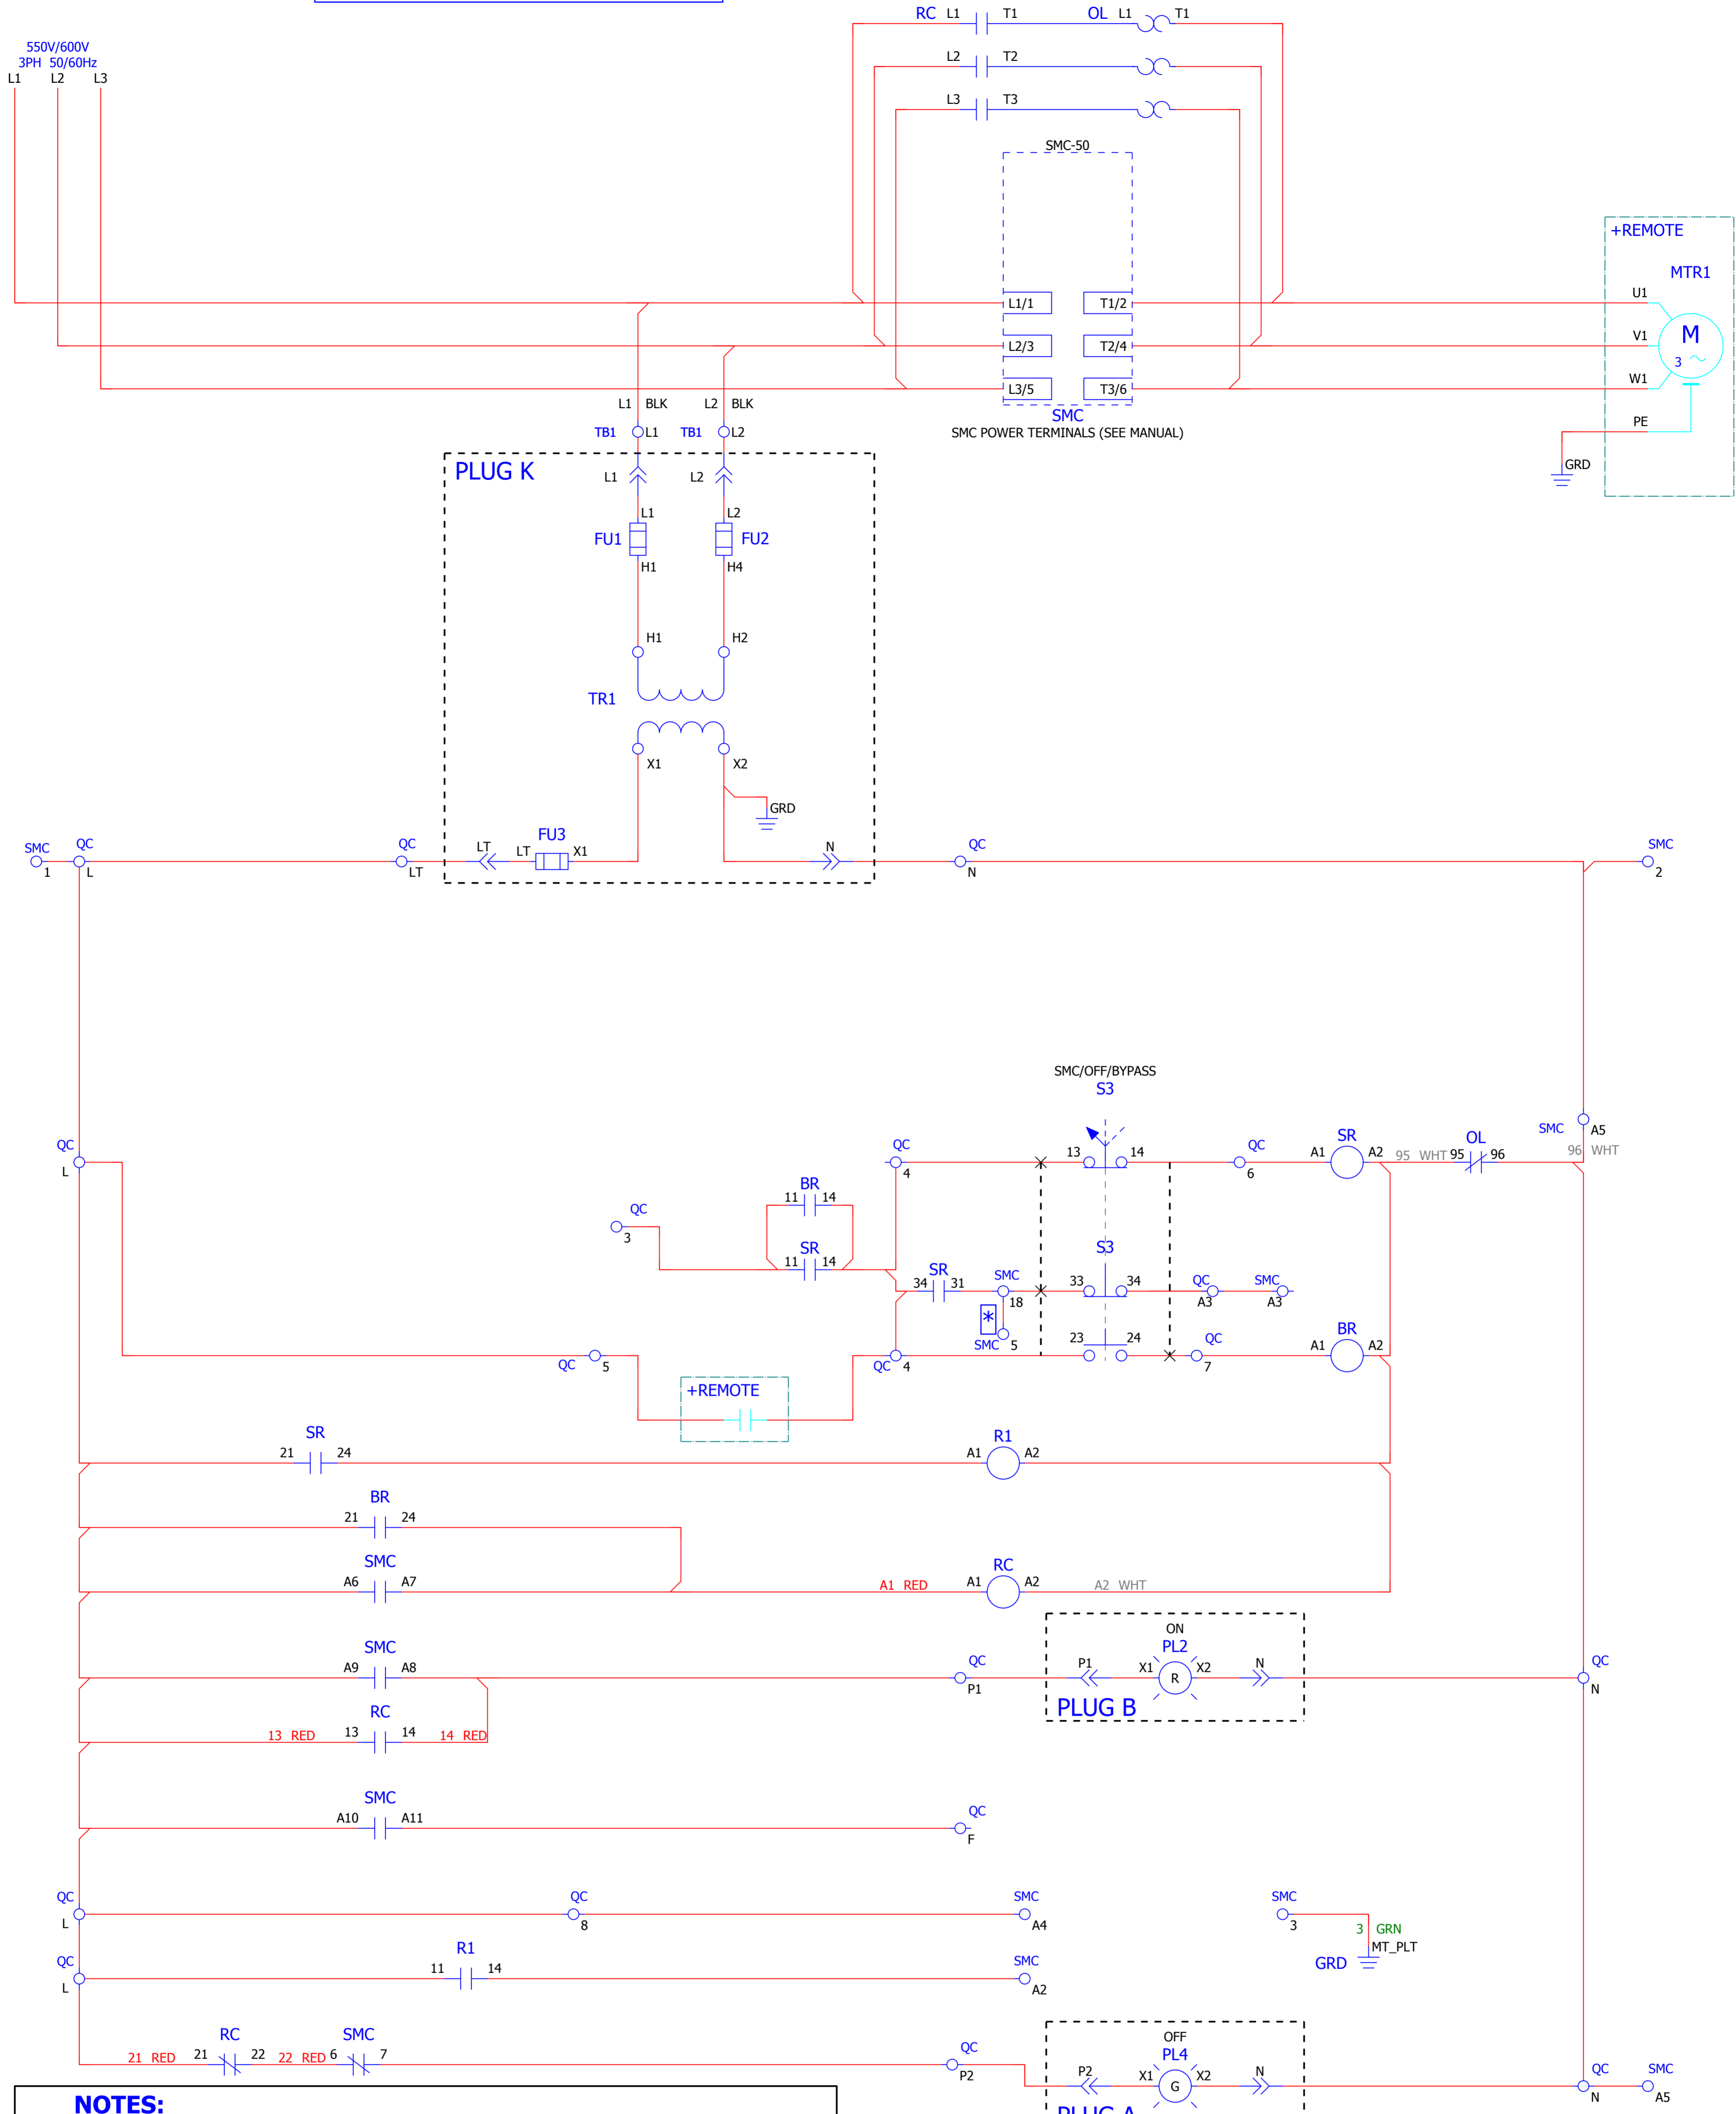 RC L1 T1 OL L1 T1
550V/600V
3PH 50/60Hz
L1 L2 L3
L2 T2
L3 T3
SMC-50
+REMOTE
MTR1
L1/1 T1/2 U1
L2/3 T2/4 V1
M
3
L3/5 T3/6 W1
L1 BLK L2 BLK
SMC
TB1 L1 TB1 L2
SMC POWER TERMINALS (SEE MANUAL)
PE
GRD
PLUG K
L1 L2
L1 L2
FU1 FU2
H1 H4
H1 H2
TR1
X1 X2
GRD
SMC QC QC FU3 QC SMC
LT LT X1 N
1 L LT N 2
SMC/OFF/BYPASS
S3
SMC A5
QC QC 13 14 QC SR OL
A1 A2 95 WHT 95 96 96 WHT
L 4 6
BR
11 14
QC
3
SR S3
11 14
SR
34 31 SMC 33 34 QC SMC
18 A3 A3
*
SMC 5 23 24 QC BR
A1 A2
QC 5 QC 4 7
+REMOTE
SR R1
21 24 A1 A2
BR
21 24
SMC RC
A6 A7 A1 RED A1 A2 A2 WHT
ON
SMC PL2
A9 A8 QC P1 X1 R X2 N QC
P1 N
RC PLUG B
13 RED 13 14 14 RED
SMC
A10 A11 QC
F
QC QC SMC SMC
L 8 A4 3
3 GRN
MT_PLT
GRD
QC R1 SMC
11 14
L A2
RC SMC OFF
21 RED 21 22 22 RED 6 7 QC PL4
P2 P2 X1 G X2 N QC SMC
N A5
NOTES:
PLUG A